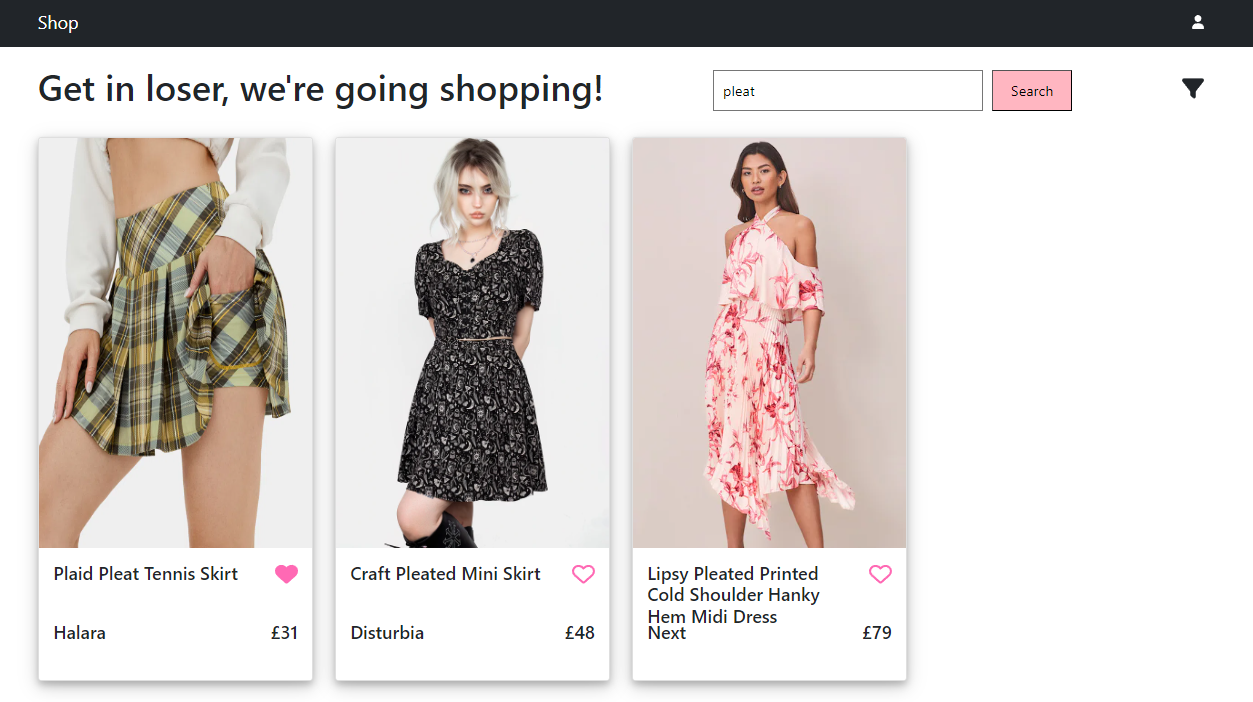 Shop
Get in loser, we're going shopping!
pleat
Search
Plaid Pleat Tennis Skirt
Halara
£31
Craft Pleated Mini Skirt
Disturbia
£48
Lipsy Pleated Printed
Cold Shoulder Hanky
Hem Midi Dress
Next
£79